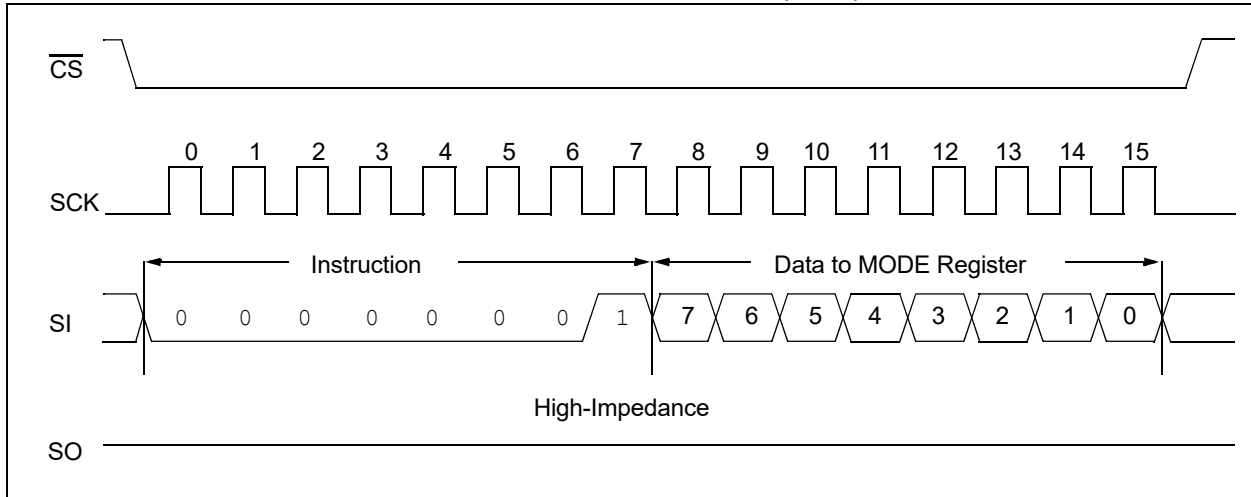 CS
0 1 2 3 4 5 6 7 8 9 10 11 12 13 14 15
SCK
Instruction Data to MODE Register
SI 0 0 0 0 0 0 0 1 7 6 5 4 3 2 1 0
High-Impedance
SO